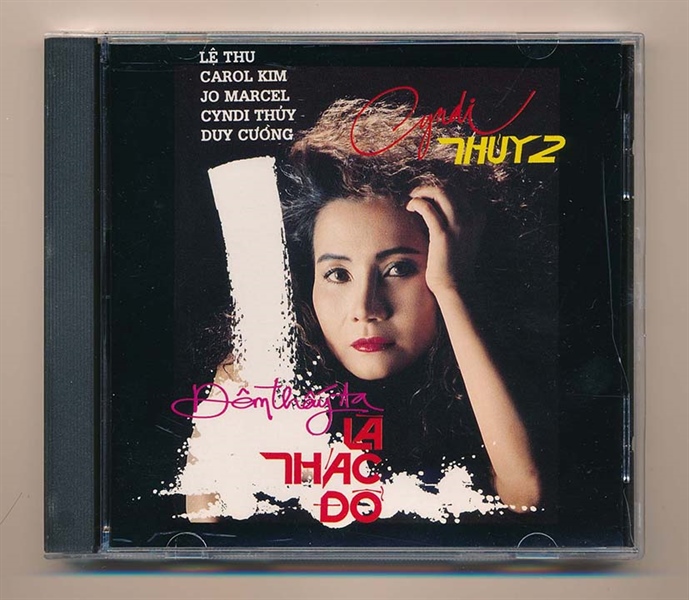 LỆ THU
CAROL KIM
JO MARCEL
CYNDI THỦY
DUY CƯỜNG
Cyndi
THUY 2
Đêm thấy ta
LÀ
THÁC
ĐỔ